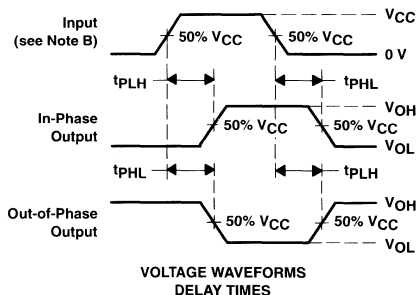 Input
(see Note B)
50% VCC
50% VCC
VCC
0 V
tPLH
tPHL
In-Phase
Output
50% VCC
50% VCC
VOH
VOL
tPHL
tPLH
Out-of-Phase
Output
50% VCC
50% VCC
VOH
VOL
VOLTAGE WAVEFORMS
DELAY TIMES